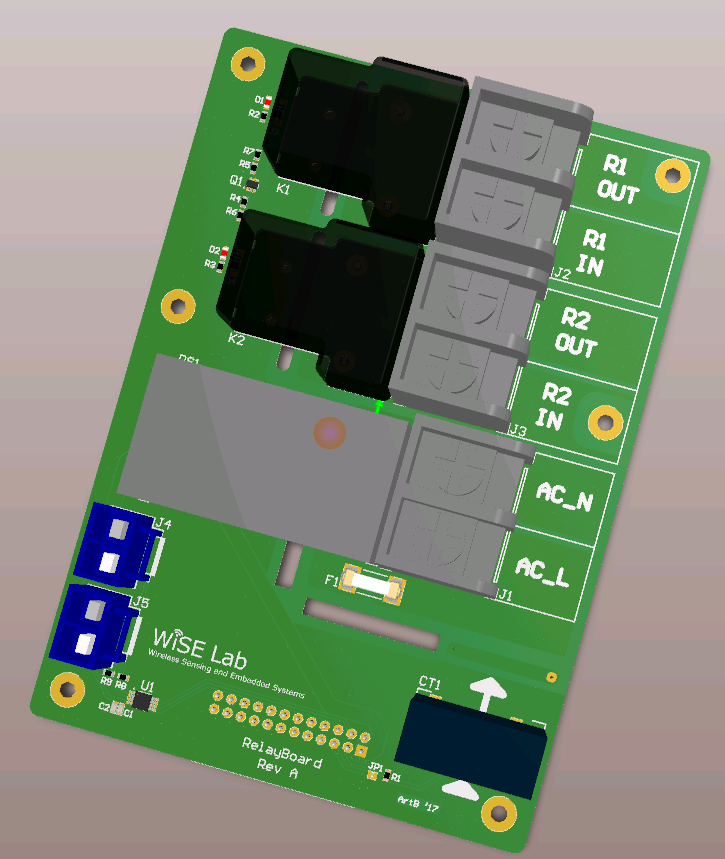 D1
R2
R7
R5
Q1
K1
R4
R6
D2
R3
K2
R1
OUT
R1
IN
J2
R2
OUT
R2
IN
J3
AC_N
AC_L
J1
F1
J4
J5
WiSE Lab
Wireless Sensing and Embedded Systems
R9 R8
U1
C2 C1
CT1
RelayBoard
Rev A
JP1
R1
ArtB '17